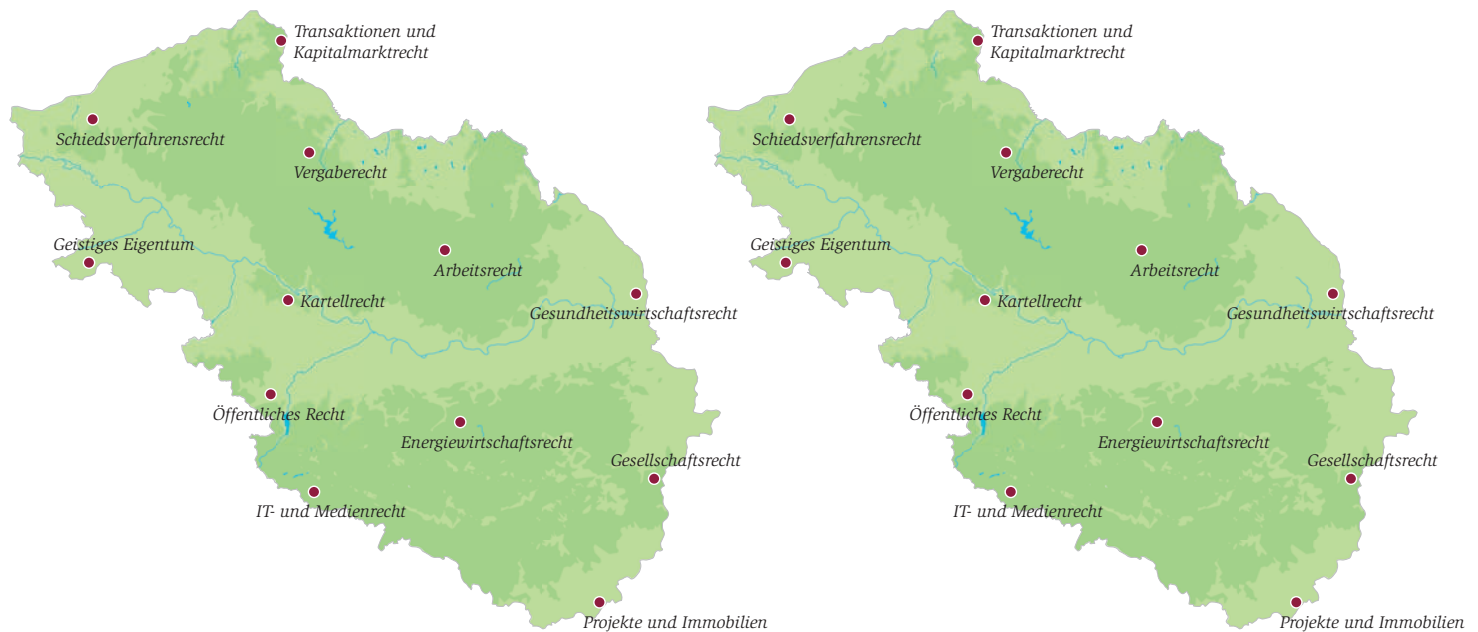 Transaktionen und
Kapitalmarktrecht
Schiedsverfahrensrecht
Vergaberecht
Geistiges Eigentum
Arbeitsrecht
Kartellrecht
Gesundheitswirtschaftsrecht
Öffentliches Recht
Energiewirtschaftsrecht
Gesellschaftsrecht
IT- und Medienrecht
Projekte und Immobilien
Transaktionen und
Kapitalmarktrecht
Schiedsverfahrensrecht
Vergaberecht
Geistiges Eigentum
Arbeitsrecht
Kartellrecht
Gesundheitswirtschaftsrecht
Öffentliches Recht
Energiewirtschaftsrecht
Gesellschaftsrecht
IT- und Medienrecht
Projekte und Immobilien